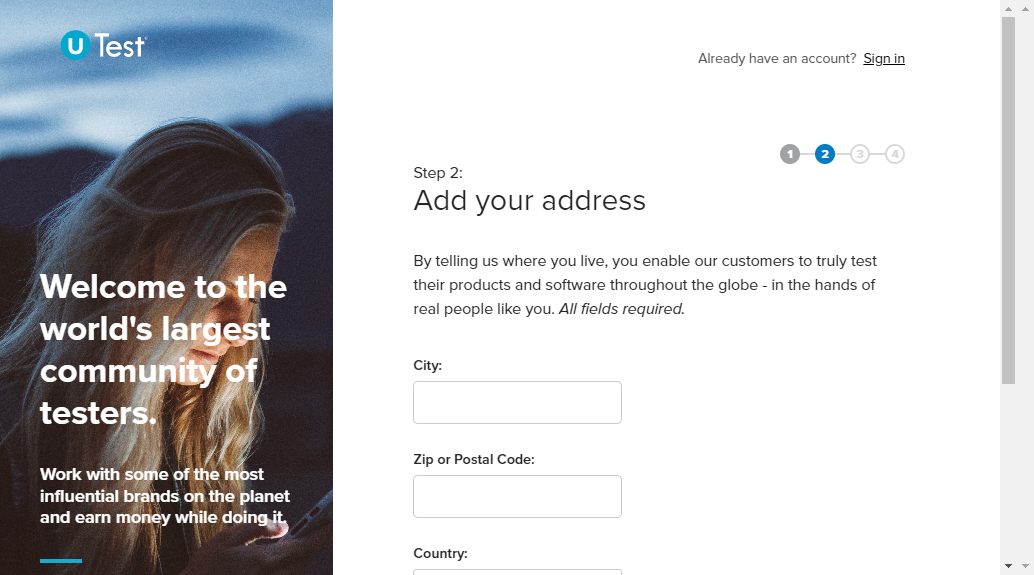 U Test
Already have an account? Sign in
1 2 3 4
Step 2:
Add your address
By telling us where you live, you enable our customers to truly test
their products and software throughout the globe - in the hands of
real people like you. All fields required.
City:
Zip or Postal Code:
Country:
Welcome to the
world's largest
community of
testers.
Work with some of the most
influential brands on the planet
and earn money while doing it.